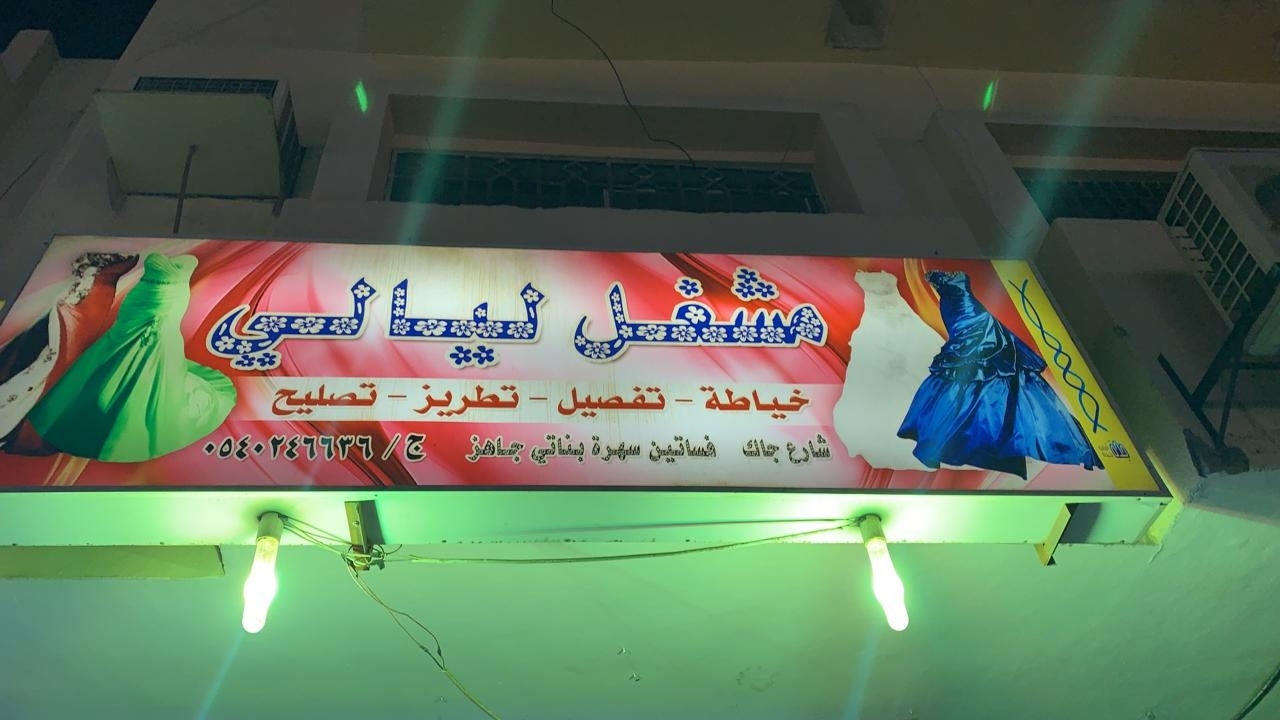 مشغل ليالي
خياطة - تفصيل - تطريز - تصليح
شارع جاك فساتين سهرة بناتي جاهز ج / ٠٥٤٠٢٤٦٦٣٦